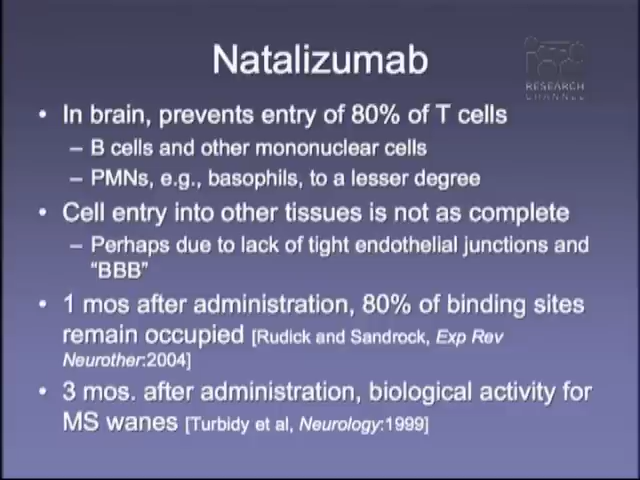 Natalizumab
RESEARCH
CHANNEL
• In brain, prevents entry of 80% of T cells
– B cells and other mononuclear cells
– PMNs, e.g., basophils, to a lesser degree
• Cell entry into other tissues is not as complete
– Perhaps due to lack of tight endothelial junctions and
“BBB”
• 1 mos after administration, 80% of binding sites
remain occupied [Rudick and Sandrock, Exp Rev
Neurother:2004]
• 3 mos. after administration, biological activity for
MS wanes [Turbidy et al, Neurology:1999]